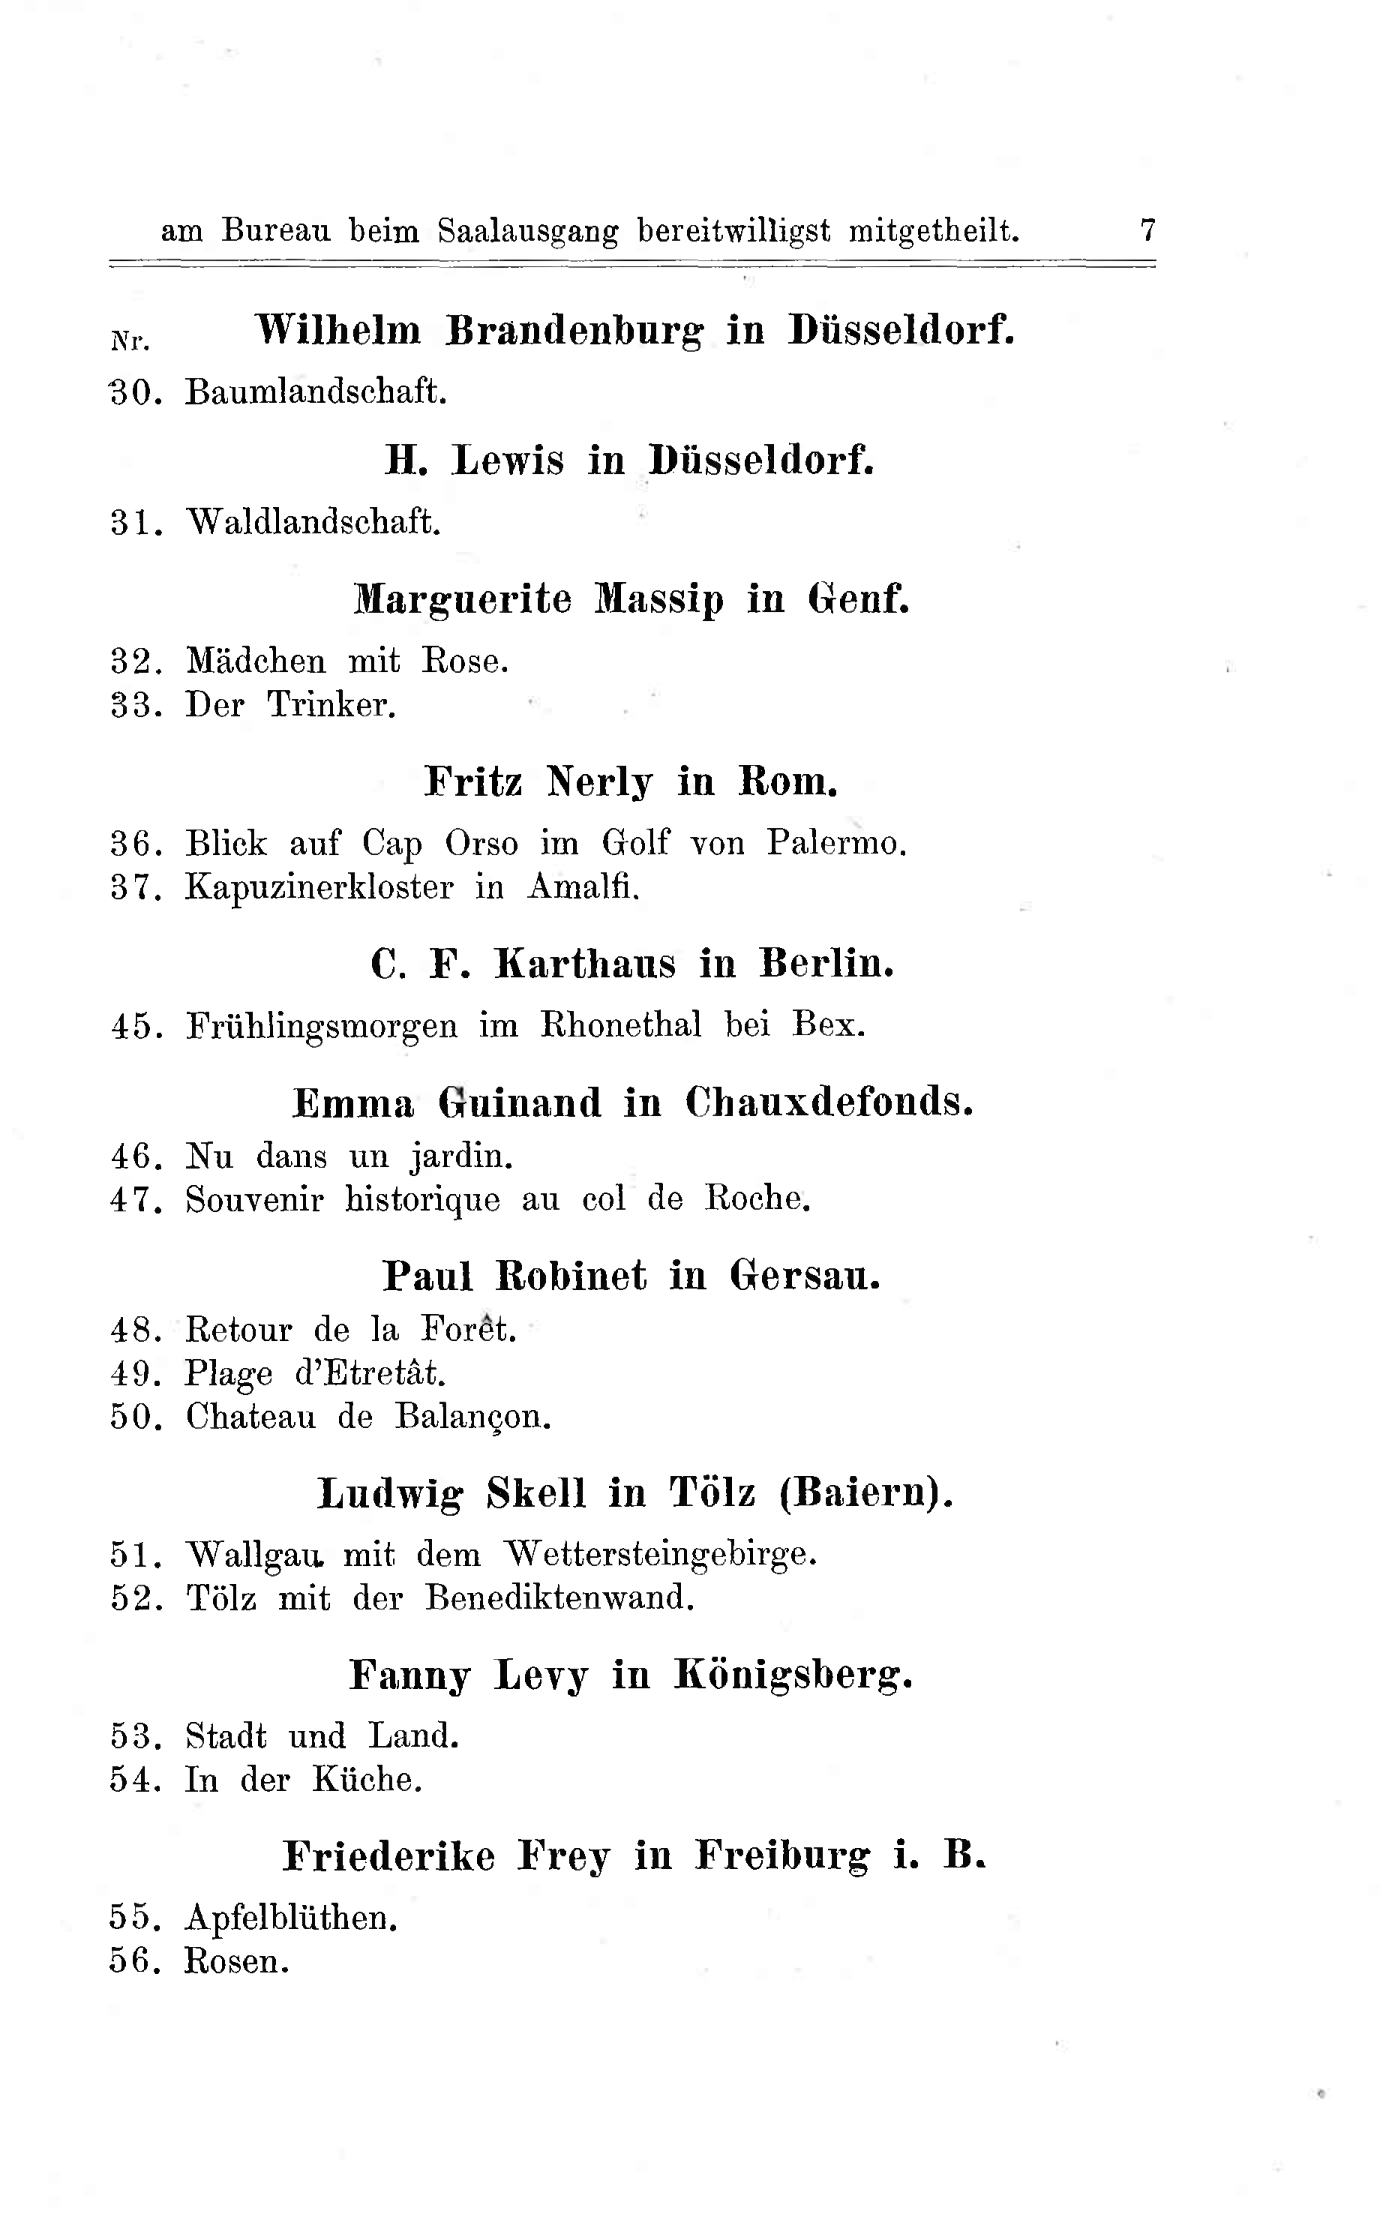 am Bureau beim Saalausgang bereitwilligst mitgetheilt. 7
Nr. Wilhelm Brandenburg in Düsseldorf.
30. Baumlandschaft.
H. Lewis in Düsseldorf.
31. Waldlandschaft.
Marguerite Massip in Genf.
32. Mädchen mit Rose.
33. Der Trinker.
Fritz Nerly in Rom.
36. Blick auf Cap Orso im Golf von Palermo.
37. Kapuzinerkloster in Amalfi.
C. F. Karthaus in Berlin.
45. Frühlingsmorgen im Rhonethal bei Bex.
Emma Guinand in Chauxdefonds.
46. Nu dans un jardin.
47. Souvenir historique au col de Roche.
Paul Robinet in Gersau.
48. Retour de la Forêt.
49. Plage d'Etretât.
50. Chateau de Balançon.
Ludwig Skell in Tölz (Baiern).
51. Wallgau mit dem Wettersteingebirge.
52. Tölz mit der Benediktenwand.
Fanny Levy in Königsberg.
53. Stadt und Land.
54. In der Küche.
Friederike Frey in Freiburg i. B.
55. Apfelblüthen.
56. Rosen.